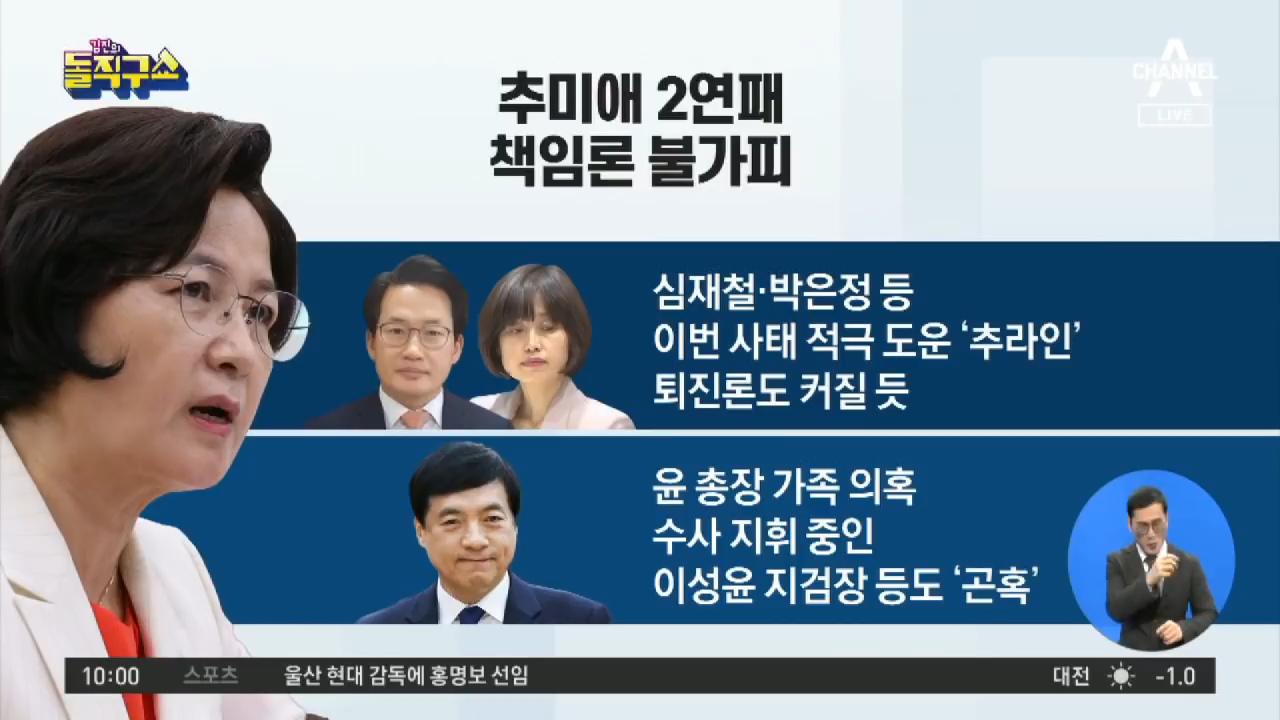 김진의
돌직구쇼
CHANNEL A
LIVE
추미애 2연패
책임론 불가피
심재철·박은정 등
이번 사태 적극 도운 ‘추라인’
퇴진론도 커질 듯
윤 총장 가족 의혹
수사 지휘 중인
이성윤 지검장 등도 ‘곤혹’
10:00 스포츠 울산 현대 감독에 홍명보 선임 대전 -1.0